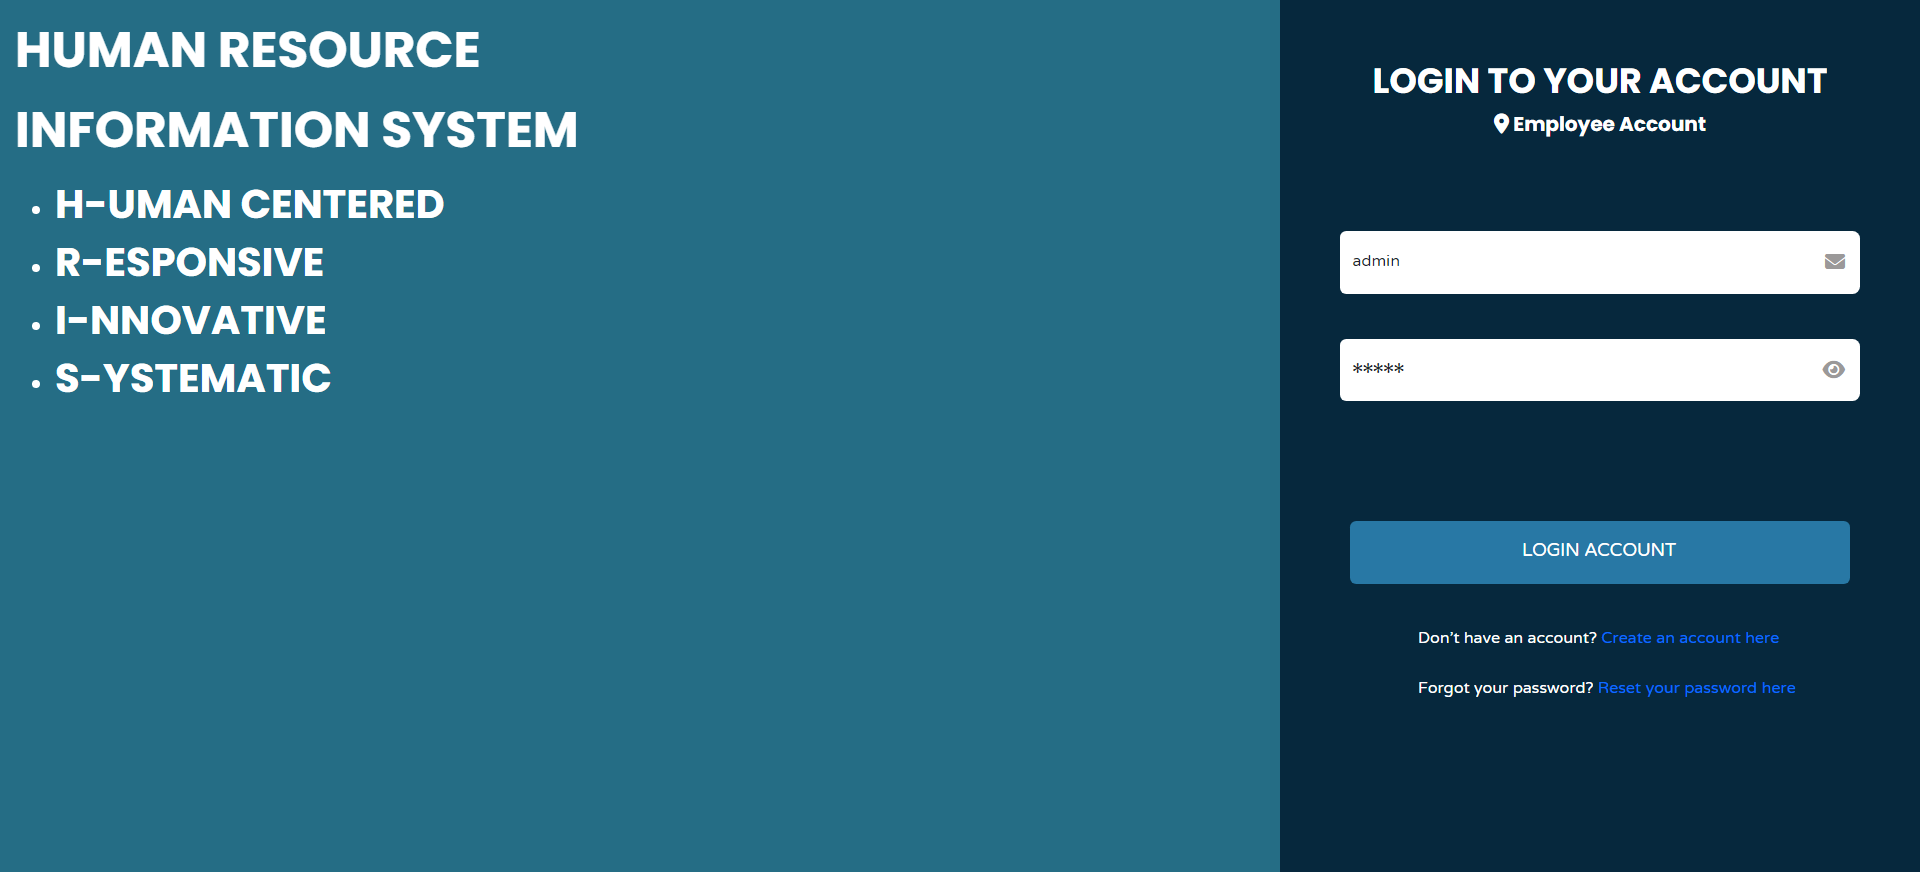 HUMAN RESOURCE
INFORMATION SYSTEM
• H-UMAN CENTERED
• R-ESPONSIVE
• I-NNOVATIVE
• S-YSTEMATIC
LOGIN TO YOUR ACCOUNT
Employee Account
admin
*****
LOGIN ACCOUNT
Don't have an account? Create an account here
Forgot your password? Reset your password here